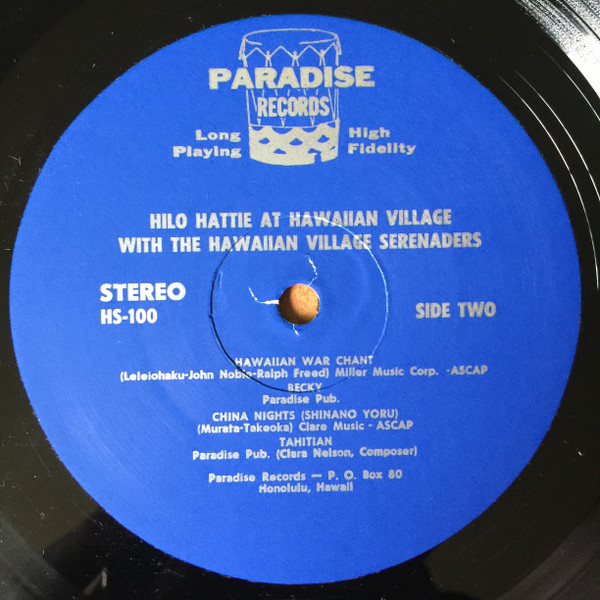 PARADISE
RECORDS
Long Playing
High Fidelity
HILO HATTIE AT HAWAIIAN VILLAGE
WITH THE HAWAIIAN VILLAGE SERENADERS
STEREO
HS-100
SIDE TWO
HAWAIIAN WAR CHANT
(Leleiohaku-John Noble-Ralph Freed) Miller Music Corp. -ASCAP
BECKY
Paradise Pub.
CHINA NIGHTS (SHINANO YORU)
(Murata-Takeoka) Clare Music - ASCAP
TAHITIAN
Paradise Pub. (Clara Nelson, Composer)
Paradise Records — P. O. Box 80
Honolulu, Hawaii